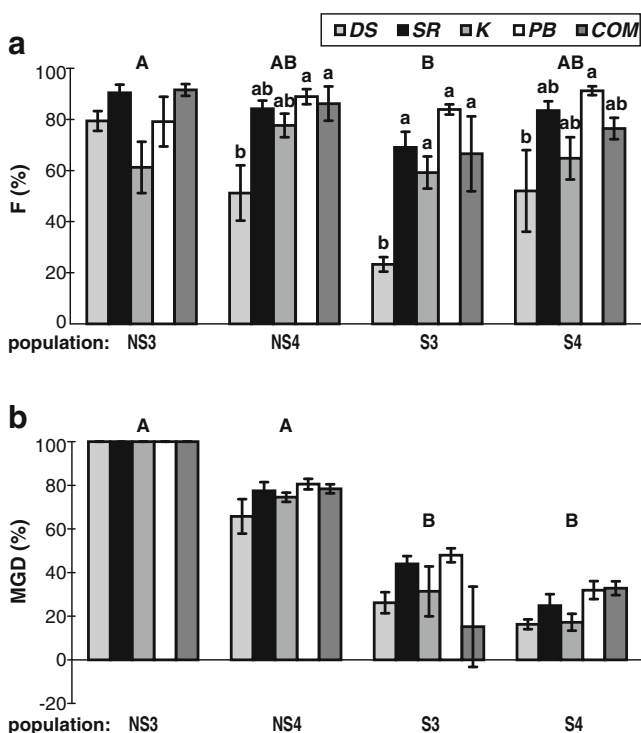 DS SR K PB COM
a
A AB B AB
100
80
60
40
20
0
F (%)
b ab ab a a
b a a a a
b ab ab a ab
population: NS3 NS4 S3 S4
b
A A B B
100
80
60
40
20
0
-20
MGD (%)
population: NS3 NS4 S3 S4